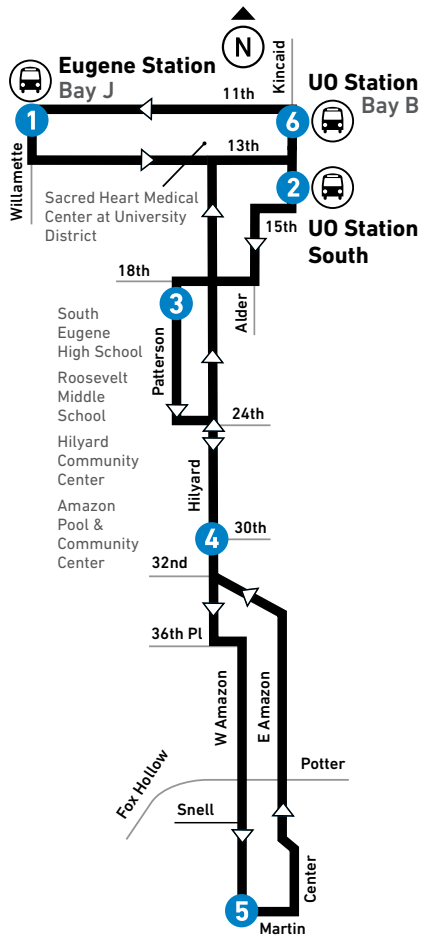 N
Eugene Station
Bay J
1
11th
Kincaid
UO Station
Bay B
6
13th
Willamette
Sacred Heart Medical
Center at University
District
2
15th
UO Station
South
18th
3
Alder
South
Eugene
High School
Patterson
Roosevelt
Middle
School
24th
Hilyard
Community
Center
Hilyard
Amazon
Pool &
Community
Center
4
30th
32nd
36th Pl
W Amazon
E Amazon
Fox Hollow
Potter
Snell
Center
5
Martin